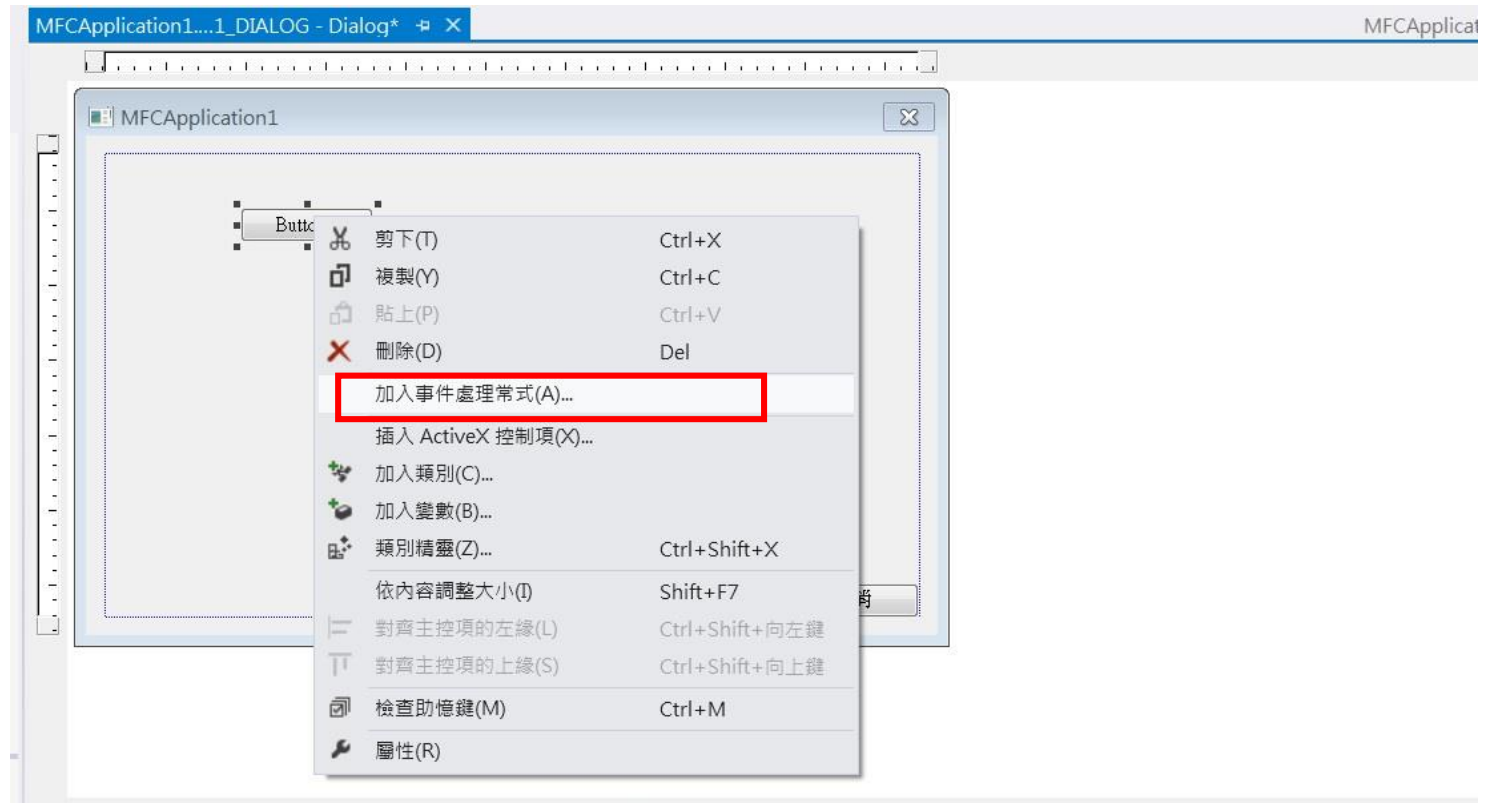 MFCApplication1....1_DIALOG - Dialog*
MFCApplicat
MFCApplication1
Butto
剪下(T) Ctrl+X
複製(Y) Ctrl+C
貼上(P) Ctrl+V
刪除(D) Del
加入事件處理常式(A)...
插入 ActiveX 控制項(X)...
加入類別(C)...
加入變數(B)...
類別精靈(Z)... Ctrl+Shift+X
依內容調整大小(I) Shift+F7
對齊主控項的左緣(L) Ctrl+Shift+向左鍵
對齊主控項的上緣(S) Ctrl+Shift+向上鍵
檢查助憶鍵(M) Ctrl+M
屬性(R)